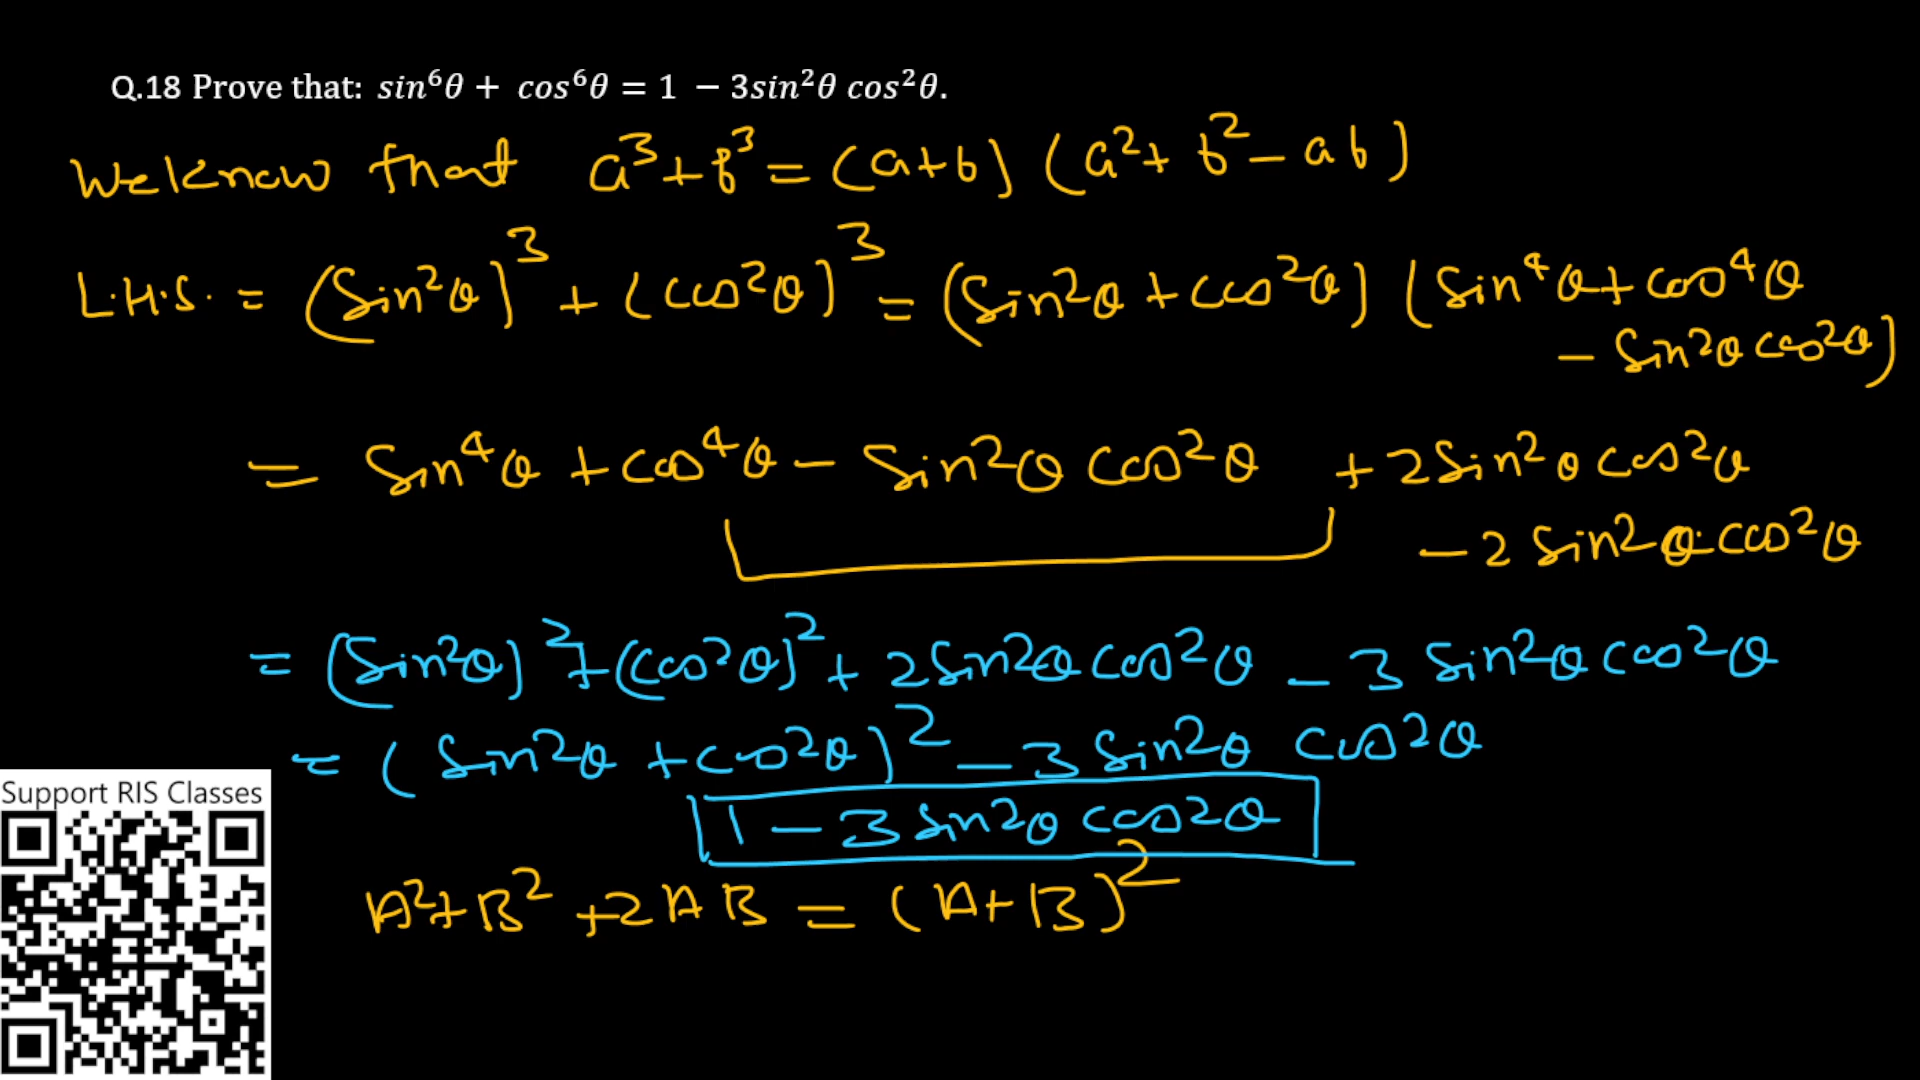 Q.18 Prove that: sin⁶θ + cos⁶θ = 1 − 3sin²θ cos²θ.
We know that a³+b³ = (a+b) (a²+ b²− ab)
L.H.S. = (Sin²θ)³ + (cos²θ)³ = (Sin²θ + cos²θ) (Sin⁴θ + cos⁴θ
− Sin²θ cos²θ)
= Sin⁴θ + cos⁴θ − Sin²θ cos²θ + 2Sin²θ cos²θ
− 2 Sin²θ·cos²θ
= (Sin²θ)² + (cos²θ)² + 2Sin²θ cos²θ − 3 Sin²θ cos²θ
= (Sin²θ + cos²θ)² − 3 Sin²θ cos²θ
1 − 3 Sin²θ cos²θ
A²+B² +2AB = (A+B)²
Support RIS Classes